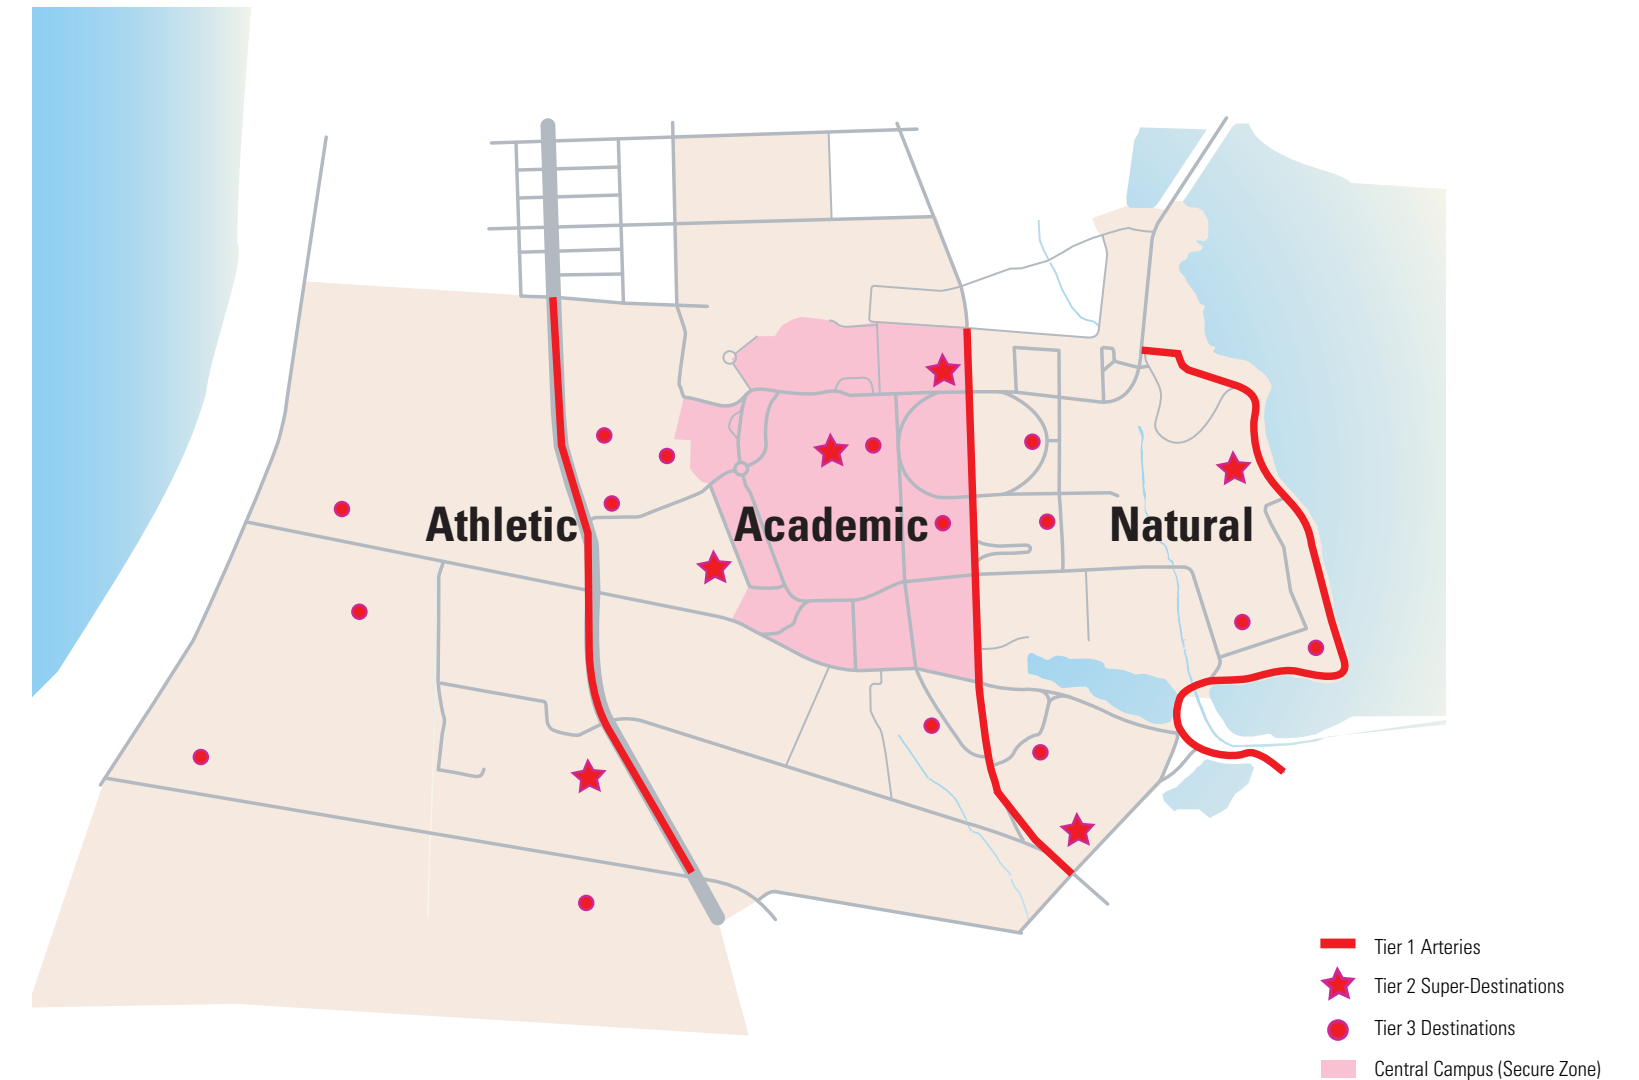 Athletic
Academic
Natural
Tier 1 Arteries
Tier 2 Super-Destinations
Tier 3 Destinations
Central Campus (Secure Zone)